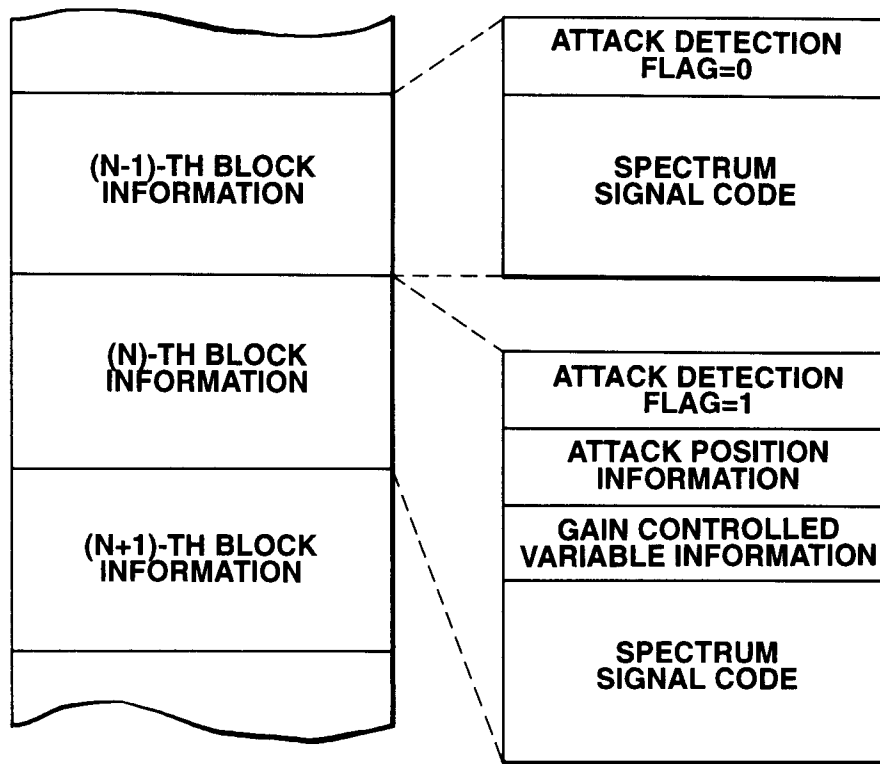 (N-1)-TH BLOCK
INFORMATION
(N)-TH BLOCK
INFORMATION
(N+1)-TH BLOCK
INFORMATION
ATTACK DETECTION
FLAG=0
SPECTRUM
SIGNAL CODE
ATTACK DETECTION
FLAG=1
ATTACK POSITION
INFORMATION
GAIN CONTROLLED
VARIABLE INFORMATION
SPECTRUM
SIGNAL CODE